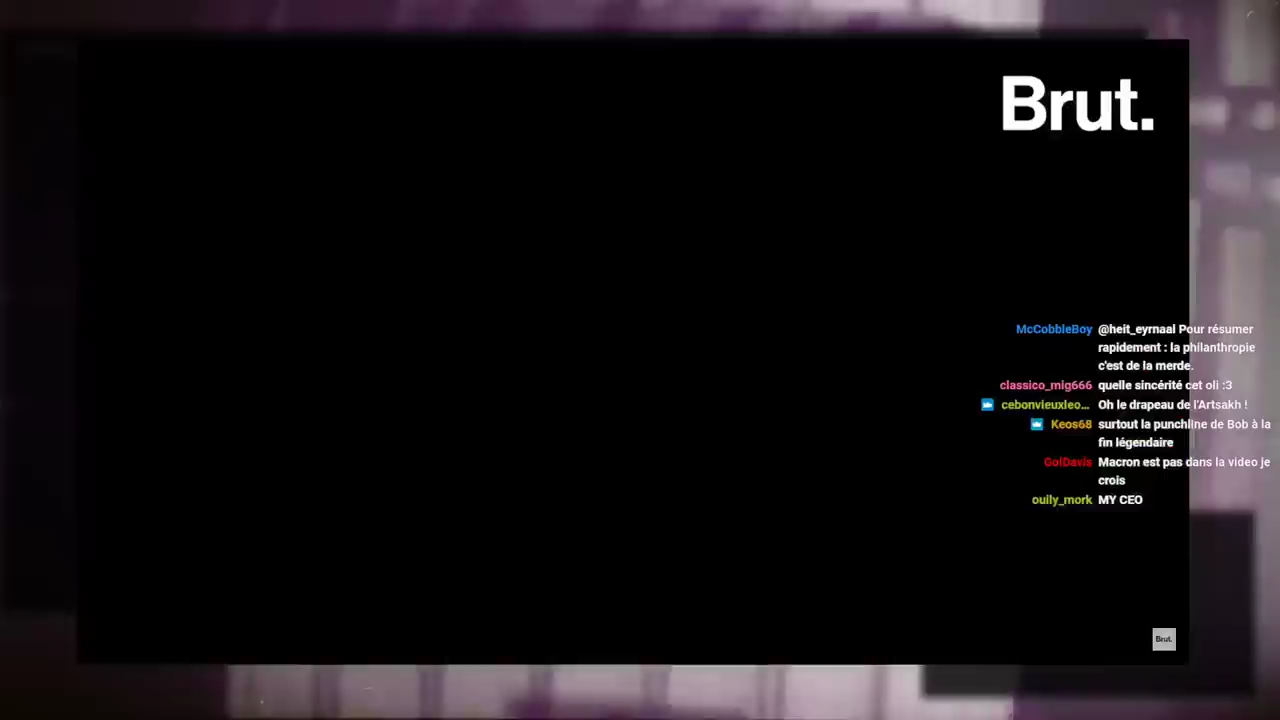 Brut.
McCobbleBoy @heit_eyrnaal Pour résumer
rapidement : la philanthropie
c'est de la merde.
classico_mig666 quelle sincérité cet oli :3
cebonvieuxleo... Oh le drapeau de l'Artsakh !
Keos68 surtout la punchline de Bob à la
fin légendaire
GolDavis Macron est pas dans la video je
crois
ouily_mork MY CEO
Brut.